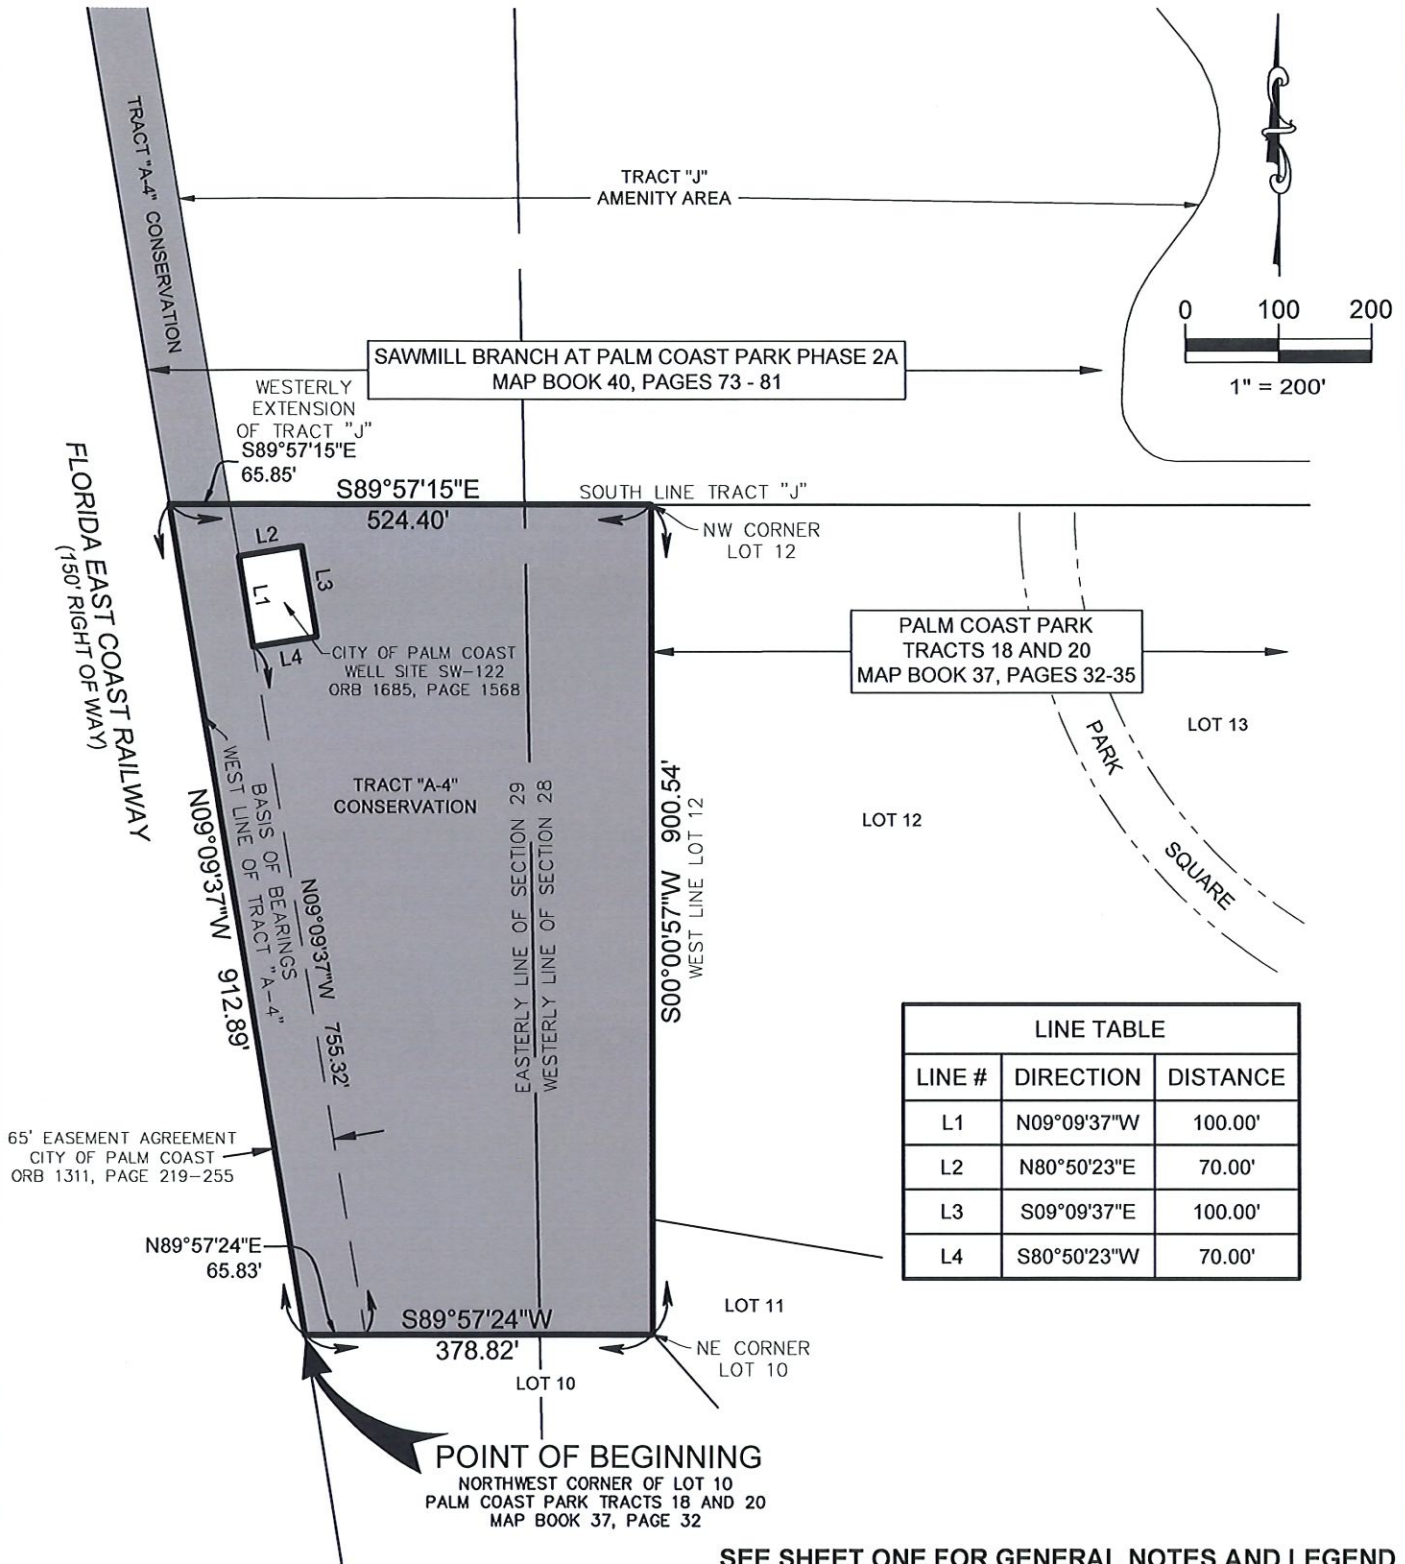 TRACT "A-4" CONSERVATION
TRACT "J"
AMENITY AREA
0 100 200
1" = 200'
SAWMILL BRANCH AT PALM COAST PARK PHASE 2A
MAP BOOK 40, PAGES 73 - 81
WESTERLY
EXTENSION
OF TRACT "J"
S89°57'15"E
65.85'
S89°57'15"E
524.40'
SOUTH LINE TRACT "J"
NW CORNER
LOT 12
FLORIDA EAST COAST RAILWAY
(150' RIGHT OF WAY)
L2
L1
L3
L4
CITY OF PALM COAST
WELL SITE SW-122
ORB 1685, PAGE 1568
PALM COAST PARK
TRACTS 18 AND 20
MAP BOOK 37, PAGES 32-35
LOT 13
PARK
SQUARE
LOT 12
TRACT "A-4"
CONSERVATION
N09°09'37"W 912.89'
WEST LINE OF TRACT "A-4"
BASIS OF BEARINGS
N09°09'37"W 755.32'
EASTERLY LINE OF SECTION 29
WESTERLY LINE OF SECTION 28
S00°00'57"W 900.54'
WEST LINE LOT 12
LINE TABLE
LINE # DIRECTION DISTANCE
L1 N09°09'37"W 100.00'
L2 N80°50'23"E 70.00'
L3 S09°09'37"E 100.00'
L4 S80°50'23"W 70.00'
65' EASEMENT AGREEMENT
CITY OF PALM COAST
ORB 1311, PAGE 219-255
N89°57'24"E
65.83'
S89°57'24"W
378.82'
LOT 11
NE CORNER
LOT 10
LOT 10
POINT OF BEGINNING
NORTHWEST CORNER OF LOT 10
PALM COAST PARK TRACTS 18 AND 20
MAP BOOK 37, PAGE 32
SEE SHEET ONE FOR GENERAL NOTES AND LEGEND